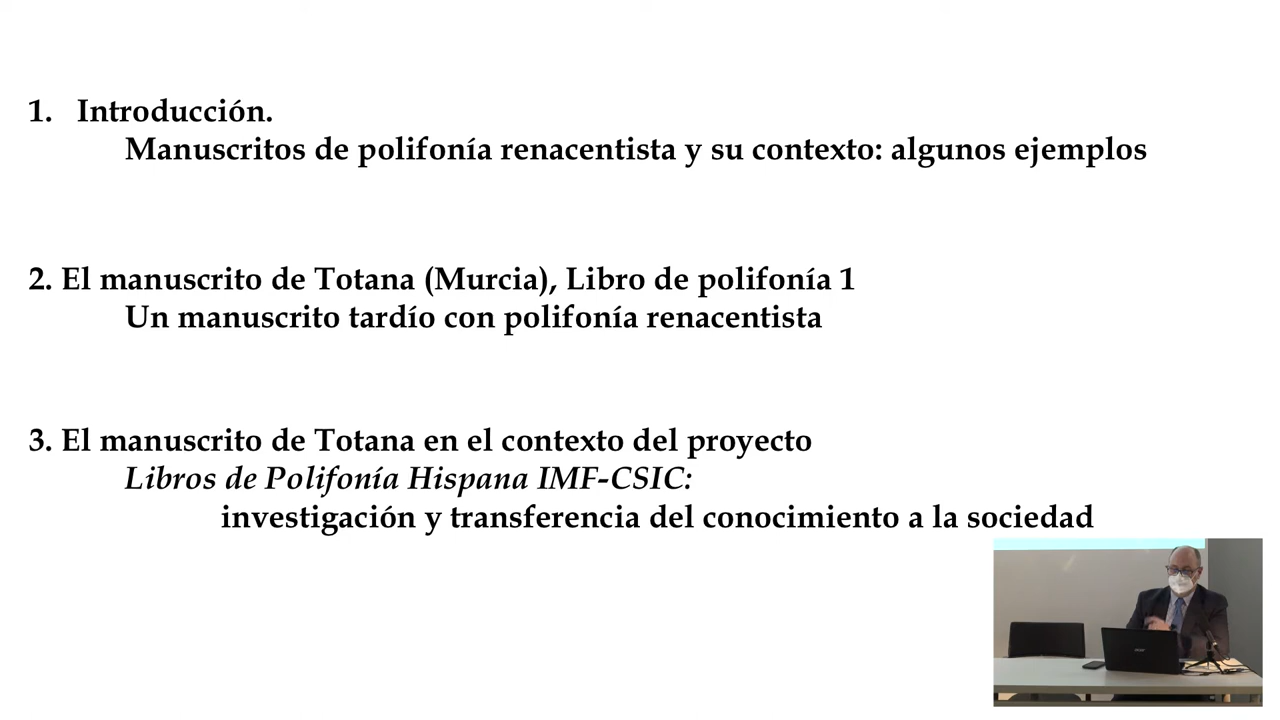 1. Introducción.
Manuscritos de polifonía renacentista y su contexto: algunos ejemplos
2. El manuscrito de Totana (Murcia), Libro de polifonía 1
Un manuscrito tardío con polifonía renacentista
3. El manuscrito de Totana en el contexto del proyecto
Libros de Polifonía Hispana IMF-CSIC:
investigación y transferencia del conocimiento a la sociedad
acer